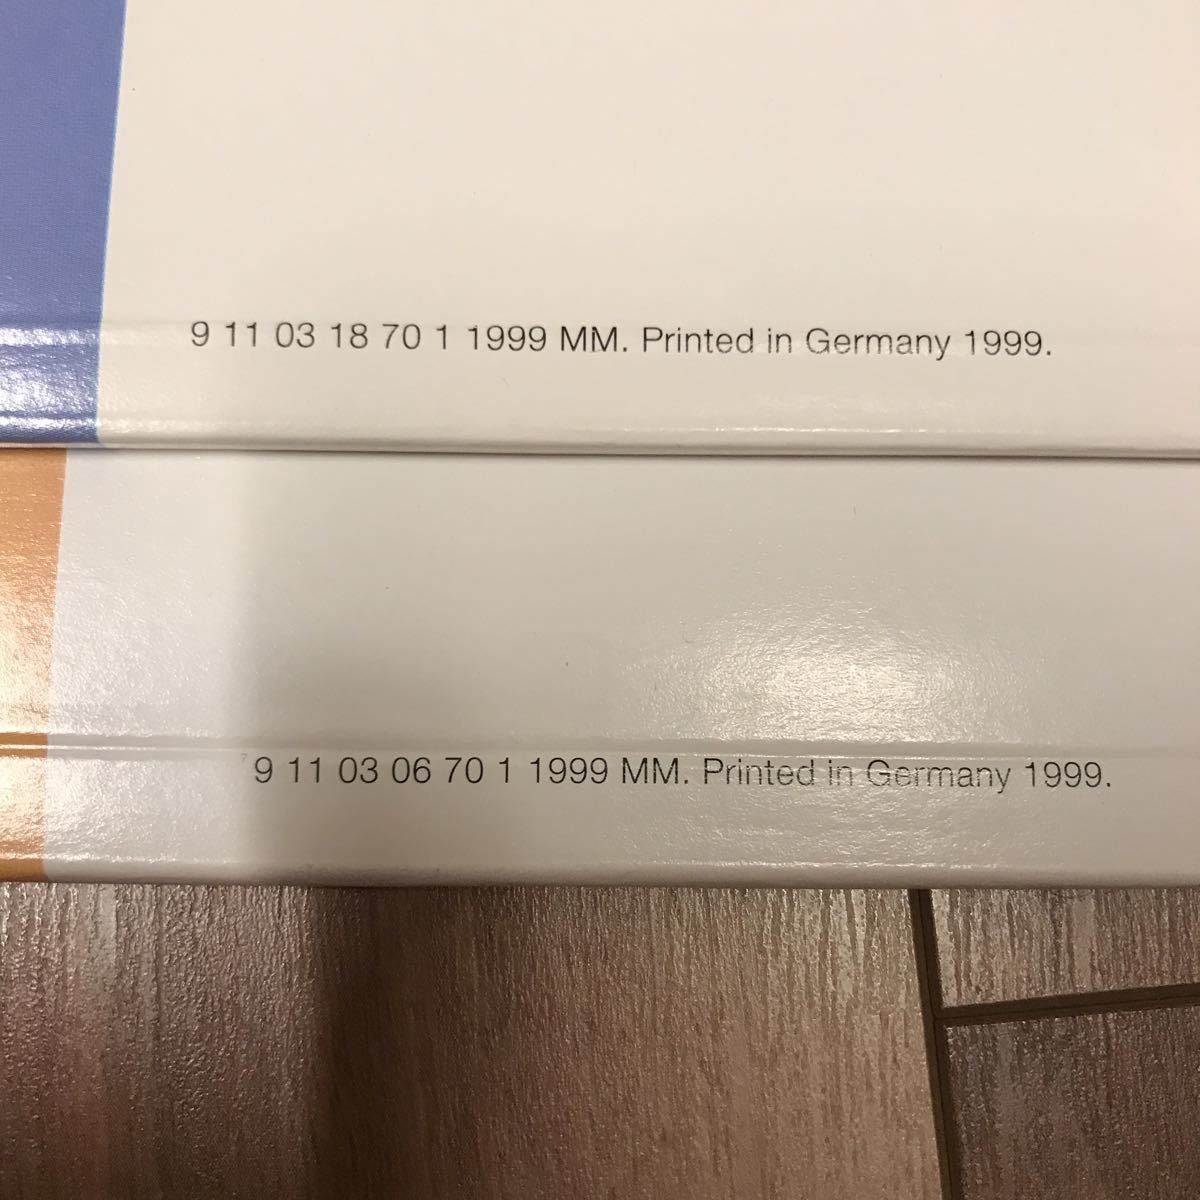 9 11 03 18 70 1 1999 MM. Printed in Germany 1999.
9 11 03 06 70 1 1999 MM. Printed in Germany 1999.